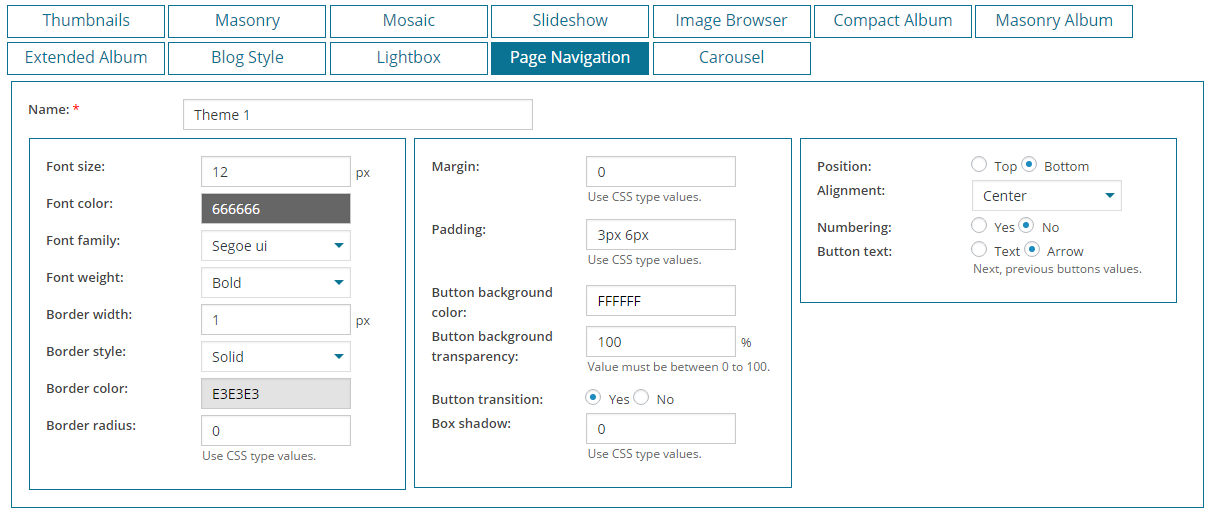 Thumbnails Masonry Mosaic Slideshow Image Browser Compact Album Masonry Album
Extended Album Blog Style Lightbox Page Navigation Carousel
Name: * Theme 1
Font size: 12 px
Font color: 666666
Font family: Segoe ui
Font weight: Bold
Border width: 1 px
Border style: Solid
Border color: E3E3E3
Border radius: 0
Use CSS type values.
Margin: 0
Use CSS type values.
Padding: 3px 6px
Use CSS type values.
Button background
color: FFFFFF
Button background
transparency: 100 %
Value must be between 0 to 100.
Button transition: Yes No
Box shadow: 0
Use CSS type values.
Position: Top Bottom
Alignment: Center
Numbering: Yes No
Button text: Text Arrow
Next, previous buttons values.